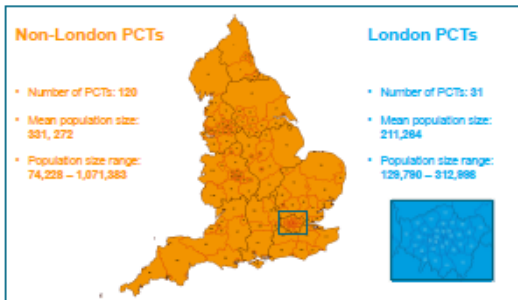 Non-London PCTs
• Number of PCTs: 120
• Mean population size:
331, 272
• Population size range:
74,228 – 1,071,383
London PCTs
• Number of PCTs: 31
• Mean population size:
211,264
• Population size range:
129,790 – 312,998